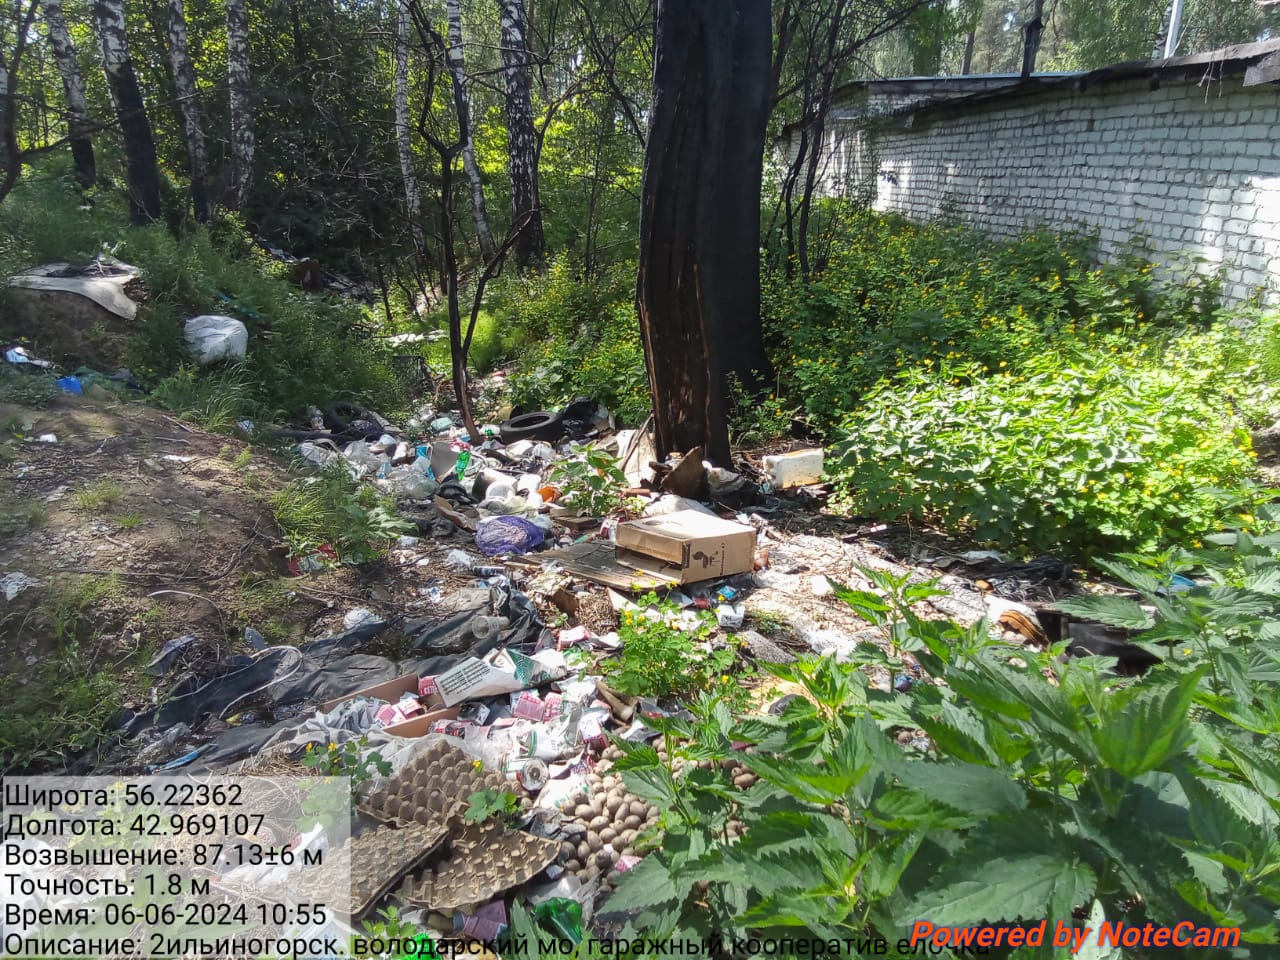 Широта: 56.22362
Долгота: 42.969107
Возвышение: 87.13±6 м
Точность: 1.8 м
Время: 06-06-2024 10:55
Описание: 2ильиногорск. володарский мо, гаражный кооператив елочка
Powered by NoteCam